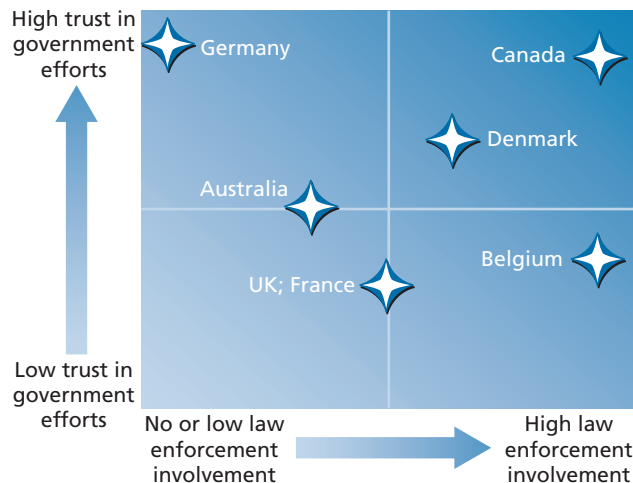 High trust in
government
efforts
Germany
Canada
Denmark
Australia
Belgium
UK; France
Low trust in
government
efforts
No or low law
enforcement
involvement
High law
enforcement
involvement